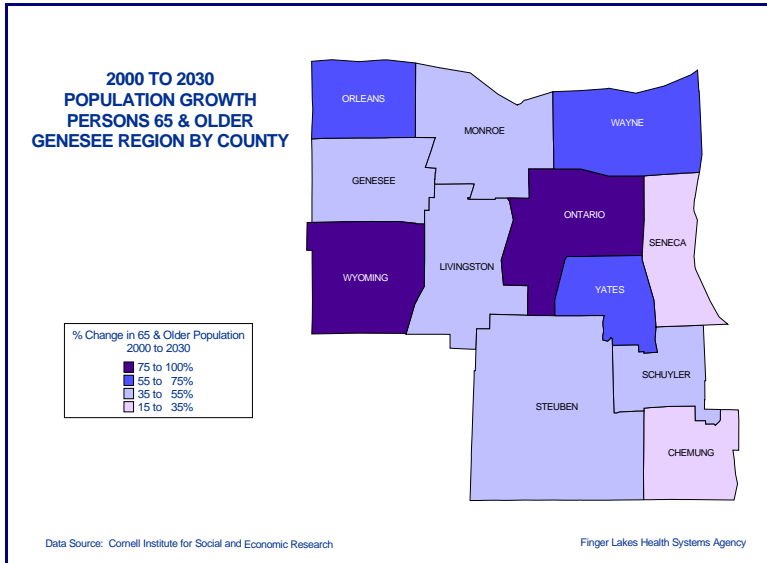 2000 TO 2030
POPULATION GROWTH
PERSONS 65 & OLDER
GENESEE REGION BY COUNTY
ORLEANS
MONROE
WAYNE
GENESEE
ONTARIO
SENECA
WYOMING
LIVINGSTON
YATES
SCHUYLER
STEUBEN
CHEMUNG
% Change in 65 & Older Population
2000 to 2030
75 to 100%
55 to 75%
35 to 55%
15 to 35%
Data Source: Cornell Institute for Social and Economic Research
Finger Lakes Health Systems Agency